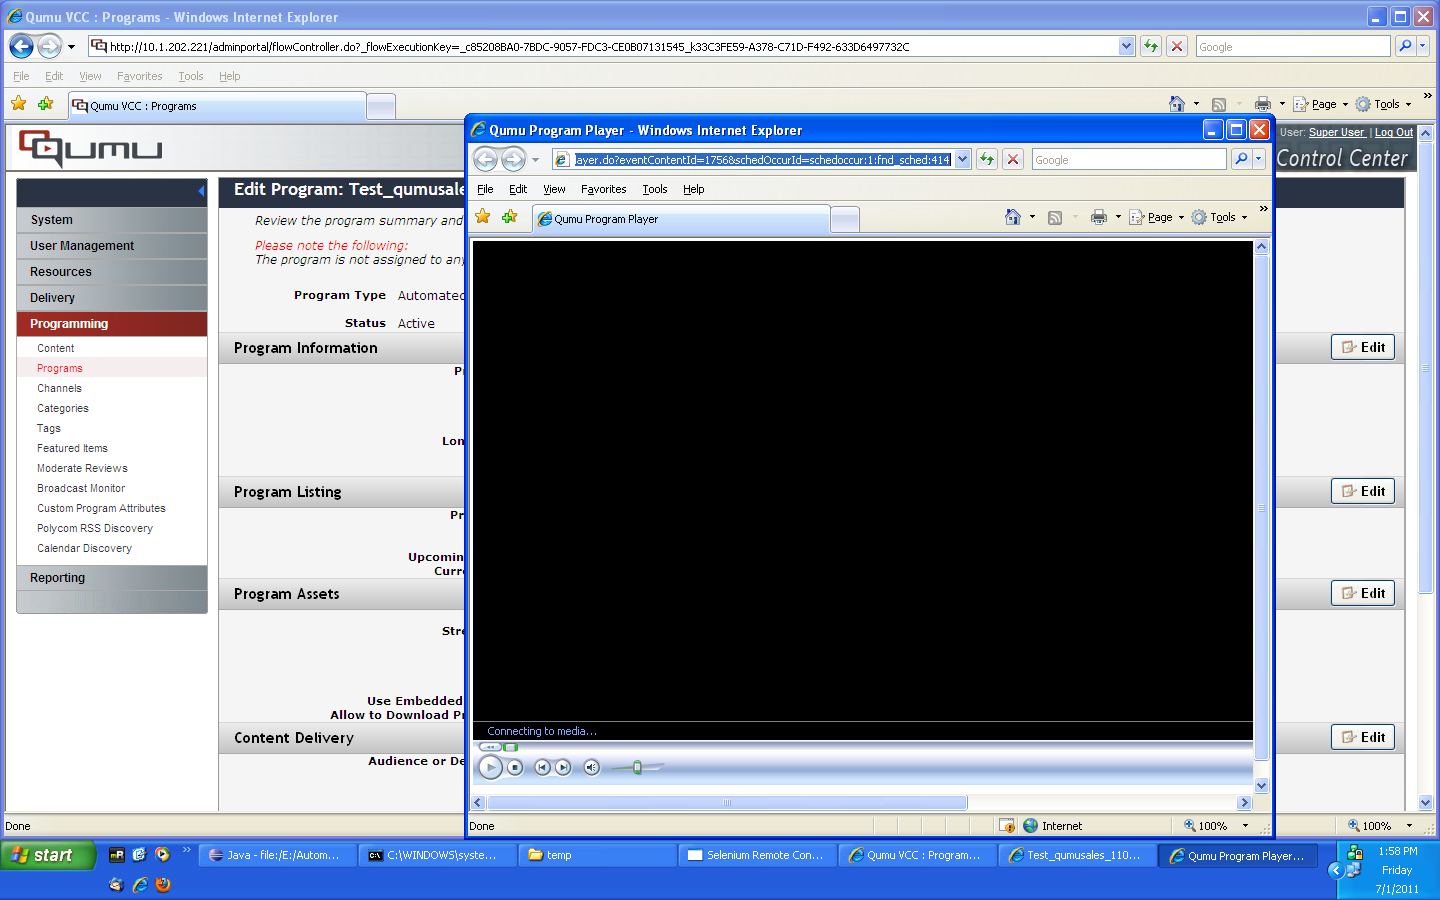 Qumu VCC : Programs - Windows Internet Explorer
http://10.1.202.221/adminportal/flowController.do?_flowExecutionKey=_c85208BA0-7BDC-9057-FDC3-CE0B07131545_k33C3FE59-A378-C71D-F492-633D6497732C
Google
File Edit View Favorites Tools Help
Qumu VCC : Programs
Page Tools »
QUMU
User: Super User | Log Out
Control Center
System
User Management
Resources
Delivery
Programming
Content
Programs
Channels
Categories
Tags
Featured Items
Moderate Reviews
Broadcast Monitor
Custom Program Attributes
Polycom RSS Discovery
Calendar Discovery
Reporting
Edit Program: Test_qumusale
Review the program summary and
Please note the following:
The program is not assigned to any
Program Type Automated
Status Active
Program Information
Edit
Pr
Lon
Program Listing
Edit
Pr
Upcomin
Curre
Program Assets
Edit
Stre
Use Embedded
Allow to Download Pr
Content Delivery
Edit
Audience or De
Qumu Program Player - Windows Internet Explorer
ayer.do?eventContentId=1756&schedOccurId=schedoccur:1:fnd_sched:414
Google
File Edit View Favorites Tools Help
Qumu Program Player
Page Tools »
Connecting to media...
Done
Internet
100%
Done
100%
start
»
Java - file:/E:/Autom...
C:\WINDOWS\syste...
temp
Selenium Remote Con...
Qumu VCC : Program...
Test_qumusales_110...
Qumu Program Player...
1:58 PM
Friday
7/1/2011